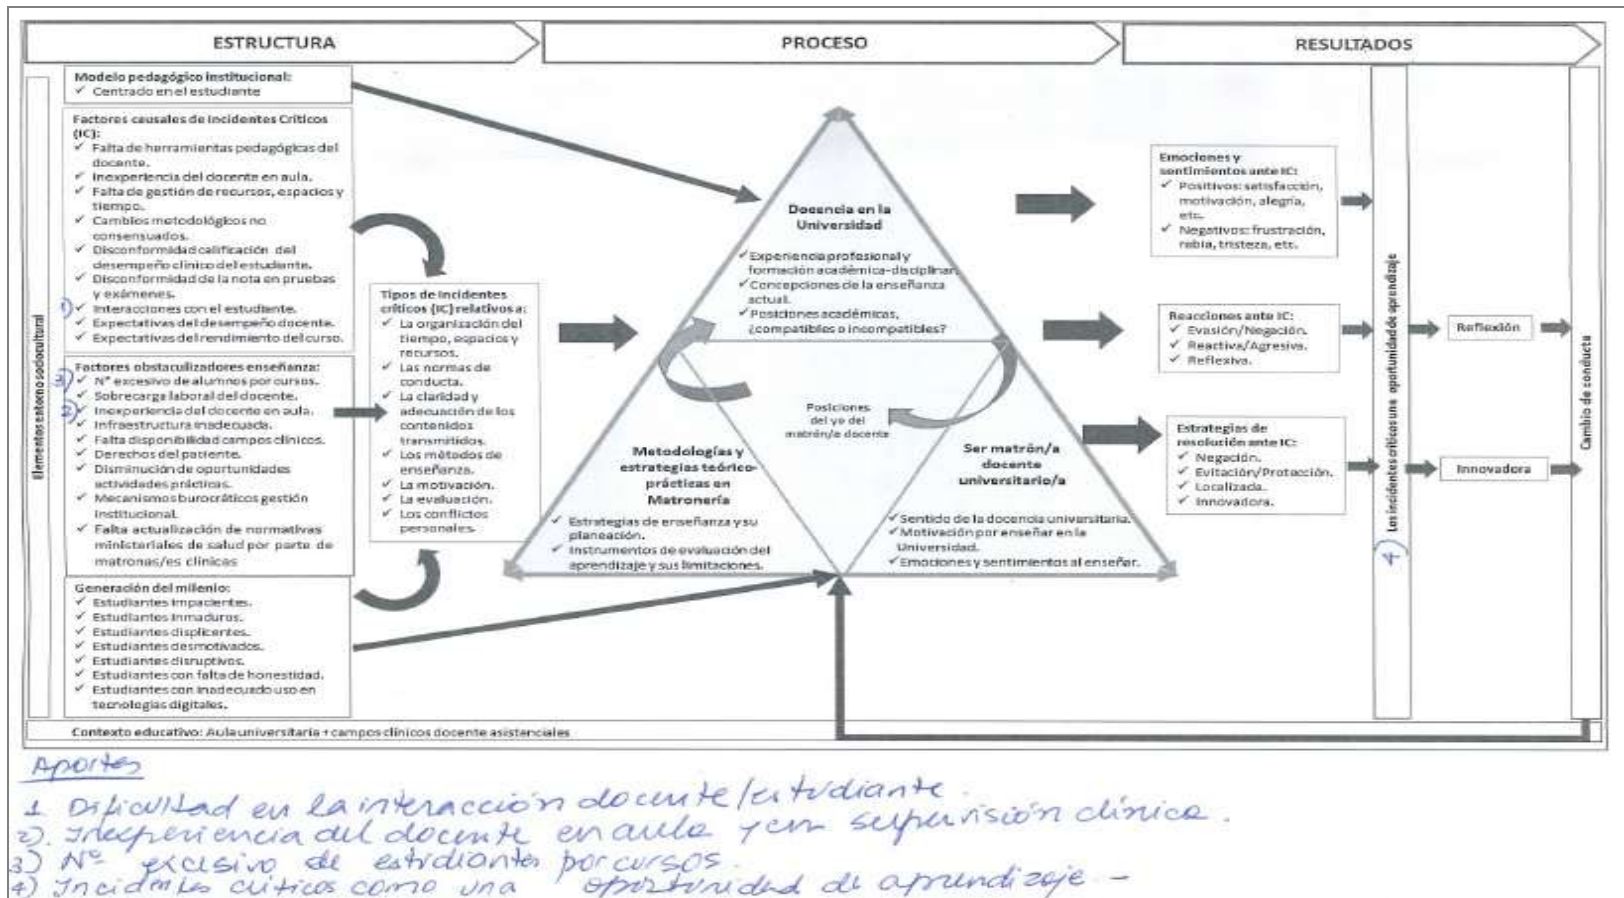 ESTRUCTURA
PROCESO
RESULTADOS
Elementos entorno sociocultural
Modelo pedagógico institucional:
✓ Centrado en el estudiante
Factores causales de Incidentes Críticos
(IC):
✓ Falta de herramientas pedagógicas del
docente.
✓ Inexperiencia del docente en aula.
✓ Falta de gestión de recursos, espacios y
tiempo.
✓ Cambios metodológicos no
consensuados.
✓ Disconformidad calificación del
desempeño clínico del estudiante.
✓ Disconformidad de la nota en pruebas
y exámenes.
1) ✓ Interacciones con el estudiante.
✓ Expectativas del desempeño docente.
✓ Expectativas del rendimiento del curso.
Factores obstaculizadores enseñanza:
3) ✓ N° excesivo de alumnos por cursos.
✓ Sobrecarga laboral del docente.
2) ✓ Inexperiencia del docente en aula.
✓ Infraestructura inadecuada.
✓ Falta disponibilidad campos clínicos.
✓ Derechos del paciente.
✓ Disminución de oportunidades
actividades prácticas.
✓ Mecanismos burocráticos gestión
institucional.
✓ Falta actualización de normativas
ministeriales de salud por parte de
matronas/es clínicas
Generación del milenio:
✓ Estudiantes impacientes.
✓ Estudiantes inmaduros.
✓ Estudiantes displicentes.
✓ Estudiantes desmotivados.
✓ Estudiantes disruptivos.
✓ Estudiantes con falta de honestidad.
✓ Estudiantes con inadecuado uso en
tecnologías digitales.
Tipos de Incidentes
críticos (IC) relativos a:
✓ La organización del
tiempo, espacios y
recursos.
✓ Las normas de
conducta.
✓ La claridad y
adecuación de los
contenidos
transmitidos.
✓ Los métodos de
enseñanza.
✓ La motivación.
✓ La evaluación.
✓ Los conflictos
personales.
Docencia en la
Universidad
✓ Experiencia profesional y
formación académica-disciplinar.
✓ Concepciones de la enseñanza
actual.
✓ Posiciones académicas,
¿compatibles o incompatibles?
Posiciones
del yo del
matrón/a docente
Metodologías y
estrategias teórico-
prácticas en
Matronería
✓ Estrategias de enseñanza y su
planeación.
✓ Instrumentos de evaluación del
aprendizaje y sus limitaciones.
Ser matrón/a
docente
universitario/a
✓ Sentido de la docencia universitaria.
✓ Motivación por enseñar en la
Universidad.
✓ Emociones y sentimientos al enseñar.
Emociones y
sentimientos ante IC:
✓ Positivos: satisfacción,
motivación, alegría,
etc.
✓ Negativos: frustración,
rabia, tristeza, etc.
Reacciones ante IC:
✓ Evasión/Negación.
✓ Reactiva/Agresiva.
✓ Reflexiva.
Estrategias de
resolución ante IC:
✓ Negación.
✓ Evitación/Protección.
✓ Localizada.
✓ Innovadora.
4) Los incidentes críticos una oportunidad de aprendizaje
Reflexión
Innovadora
Cambio de conducta
Contexto educativo: Aula universitaria + campos clínicos docente asistenciales
Aportes
1 Dificultad en la interacción docente/estudiante.
2). Inexperiencia del docente en aula y en supervisión clínica.
3) Nº excesivo de estudiantes por cursos.
4) Incidentes críticos como una oportunidad de aprendizaje. -